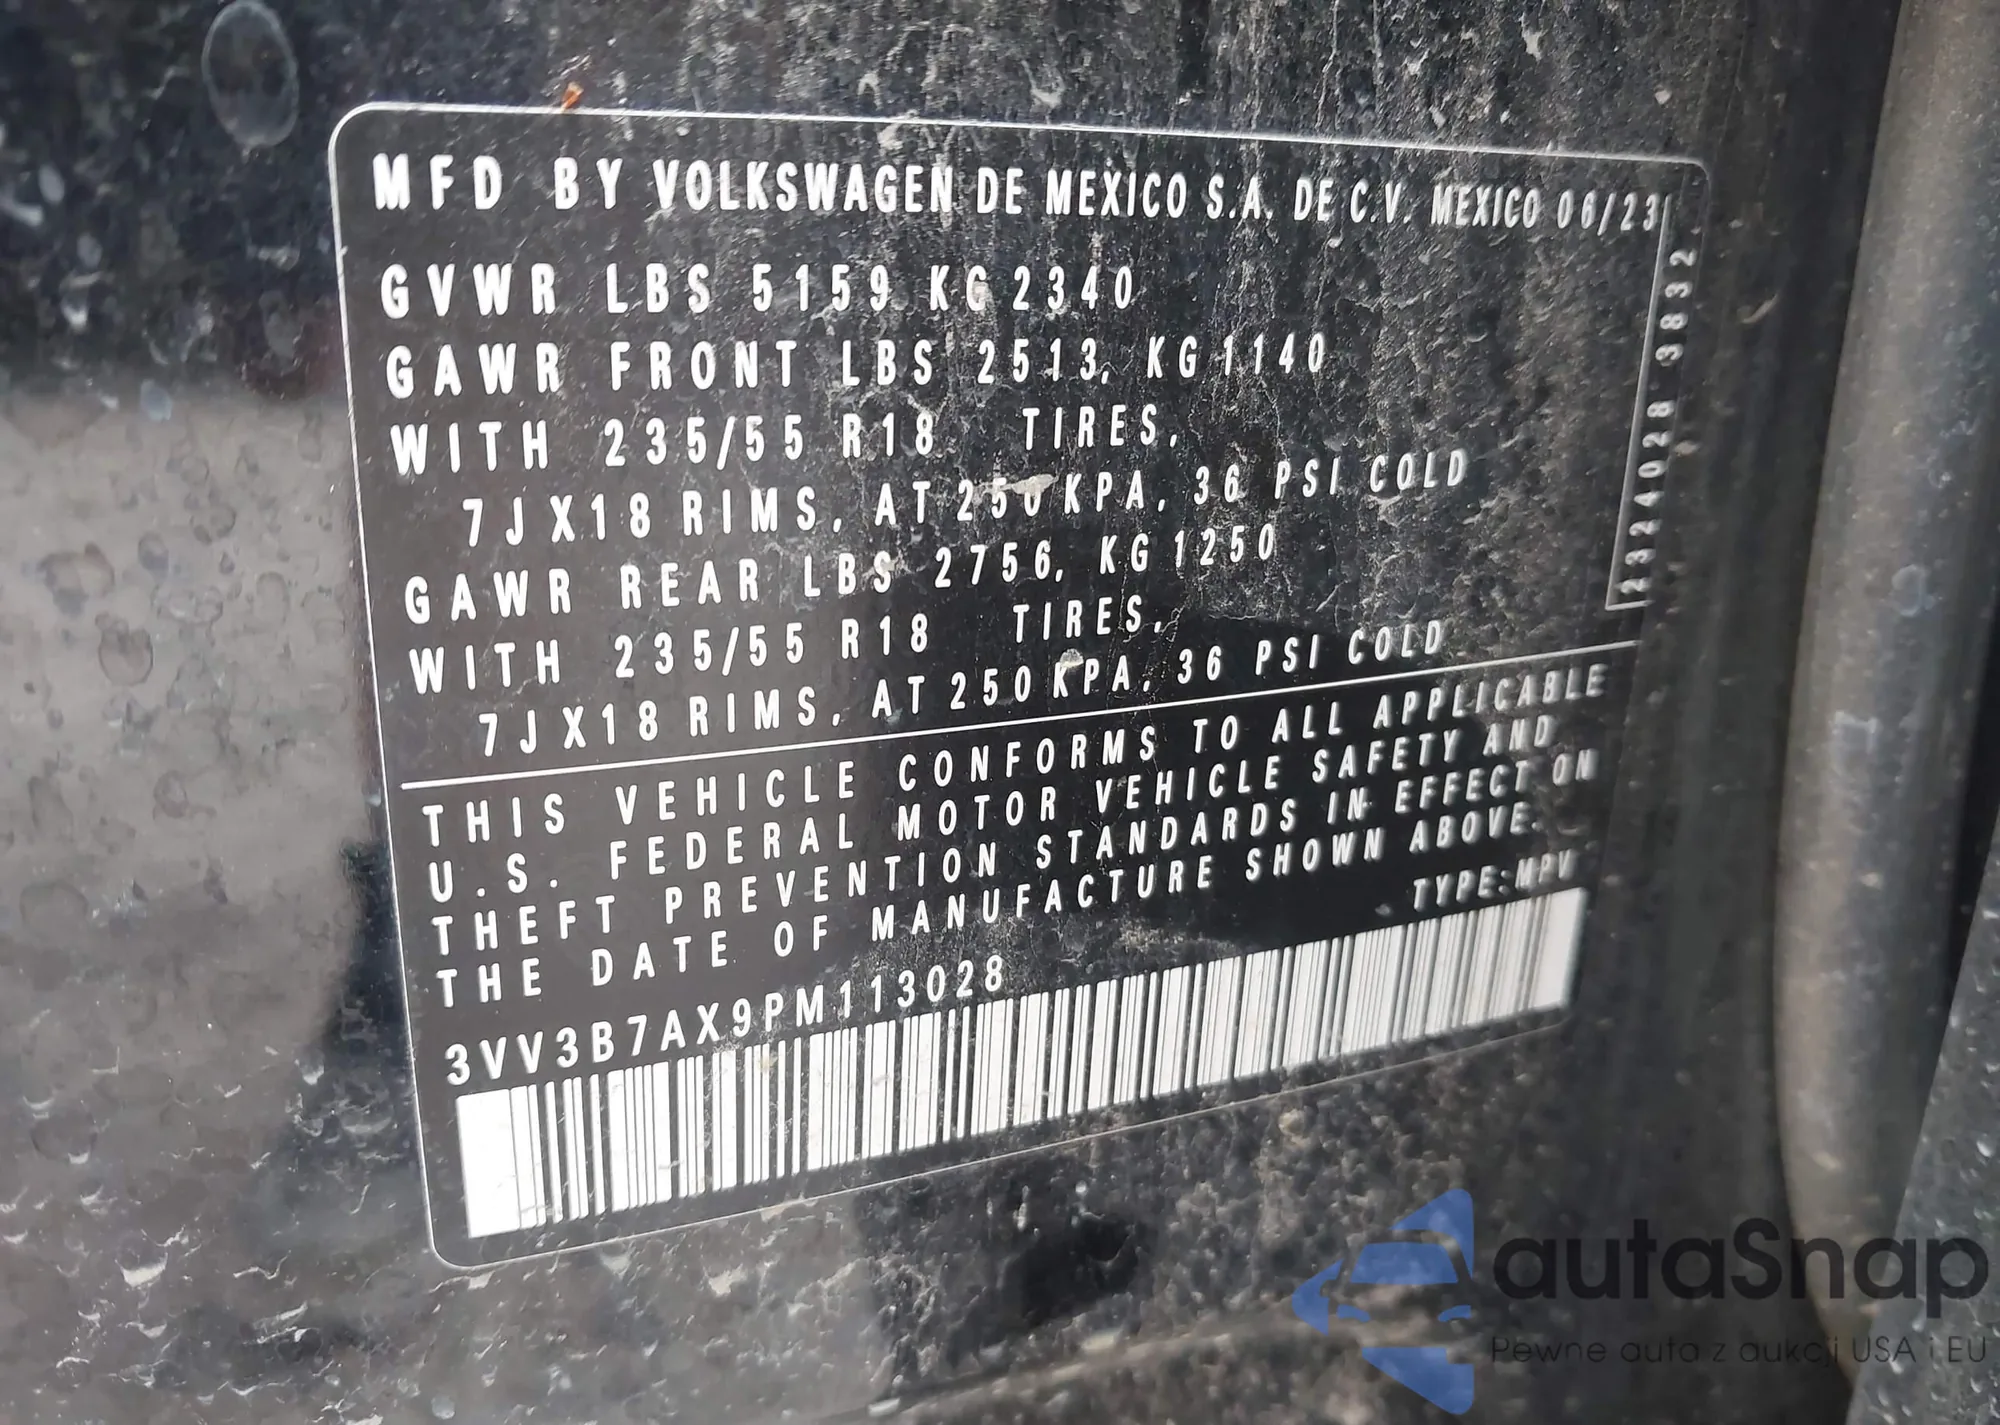 MFD BY VOLKSWAGEN DE MEXICO S.A. DE C.V. MEXICO 06/23
GVWR LBS 5159 KG 2340
GAWR FRONT LBS 2513, KG 1140
WITH 235/55 R18 TIRES,
7J X18 RIMS, AT 250 KPA, 36 PSI COLD
GAWR REAR LBS 2756, KG 1250
WITH 235/55 R18 TIRES,
7J X18 RIMS, AT 250 KPA, 36 PSI COLD
2324028 3832
THIS VEHICLE CONFORMS TO ALL APPLICABLE
U.S. FEDERAL MOTOR VEHICLE SAFETY AND
THEFT PREVENTION STANDARDS IN EFFECT ON
THE DATE OF MANUFACTURE SHOWN ABOVE.
TYPE:MPV
3VV3B7AX9PM113028
autaSnap
Pewne auta z aukcji USA i EU